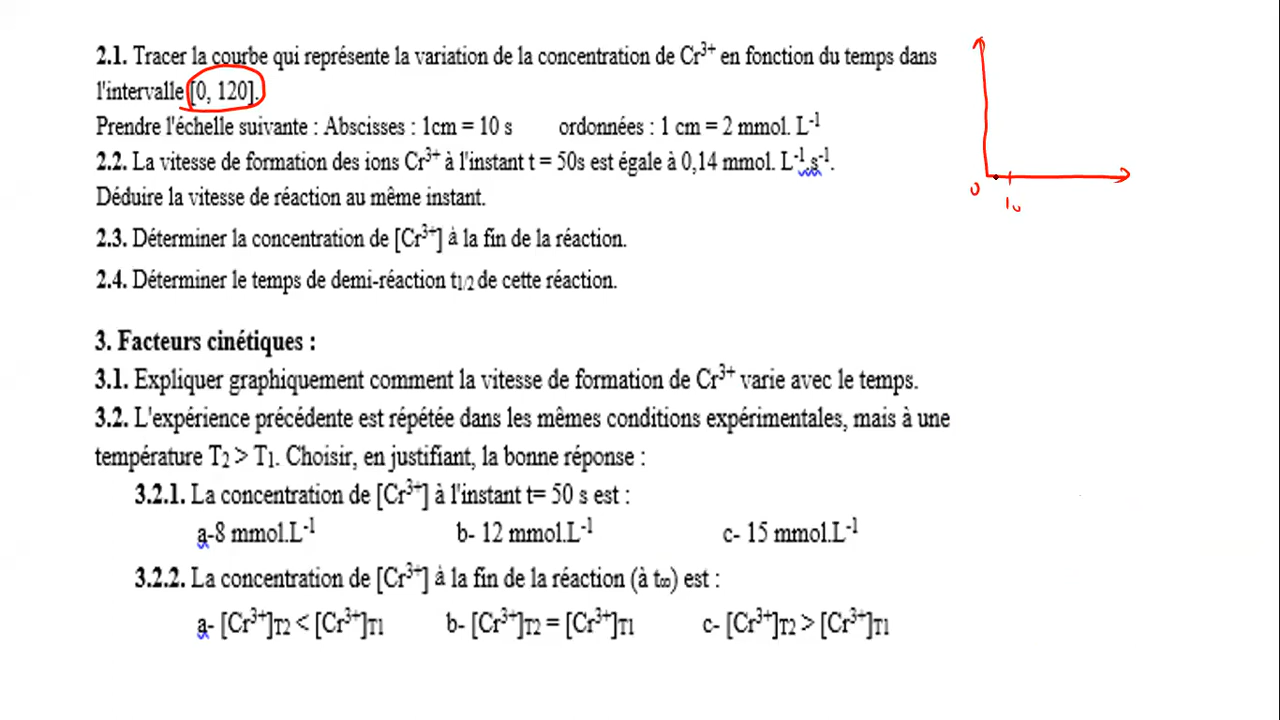 2.1. Tracer la courbe qui représente la variation de la concentration de Cr³⁺ en fonction du temps dans
l'intervalle [0, 120].
Prendre l'échelle suivante : Abscisses : 1cm = 10 s ordonnées : 1 cm = 2 mmol. L⁻¹
2.2. La vitesse de formation des ions Cr³⁺ à l'instant t = 50s est égale à 0,14 mmol. L⁻¹.s⁻¹.
Déduire la vitesse de réaction au même instant.
2.3. Déterminer la concentration de [Cr³⁺] à la fin de la réaction.
2.4. Déterminer le temps de demi-réaction t1/2 de cette réaction.
3. Facteurs cinétiques :
3.1. Expliquer graphiquement comment la vitesse de formation de Cr³⁺ varie avec le temps.
3.2. L'expérience précédente est répétée dans les mêmes conditions expérimentales, mais à une
température T2 > T1. Choisir, en justifiant, la bonne réponse :
3.2.1. La concentration de [Cr³⁺] à l'instant t= 50 s est :
a-8 mmol.L⁻¹ b- 12 mmol.L⁻¹ c- 15 mmol.L⁻¹
3.2.2. La concentration de [Cr³⁺] à la fin de la réaction (à t∞) est :
a- [Cr³⁺]T2 < [Cr³⁺]T1 b- [Cr³⁺]T2 = [Cr³⁺]T1 c- [Cr³⁺]T2 > [Cr³⁺]T1
0
10